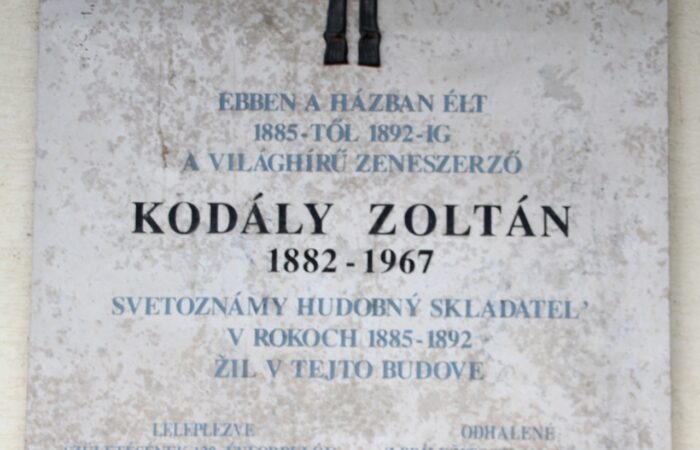 EBBEN A HÁZBAN ÉLT
1885-TŐL 1892-IG
A VILÁGHÍRŰ ZENESZERZŐ
KODÁLY ZOLTÁN
1882 - 1967
SVETOZNÁMY HUDOBNÝ SKLADATEL'
V ROKOCH 1885-1892
ŽIL V TEJTO BUDOVE
LELEPLEZVE ODHALENÉ